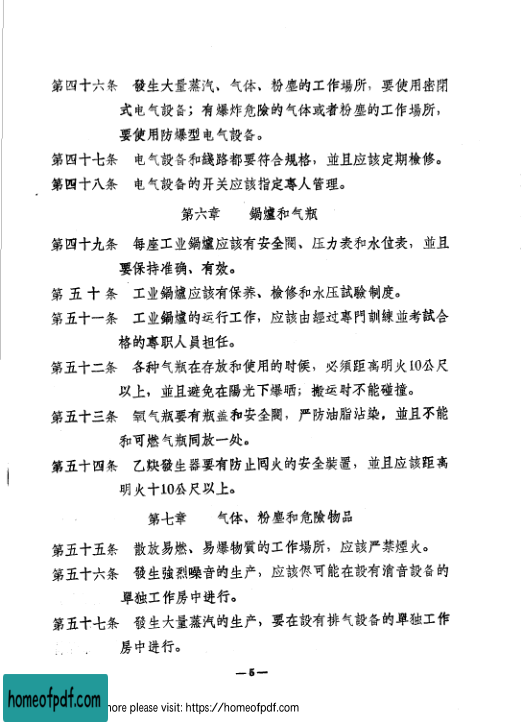 第四十六条 發生大量蒸汽、气体、粉塵的工作場所，要使用密閉
式电气設备；有爆炸危險的气体或者粉塵的工作場所，
要使用防爆型电气設备。
第四十七条 电气設备和綫路都要符合規格，並且应該定期檢修。
第四十八条 电气設备的开关应該指定專人管理。
第六章 鍋爐和气瓶
第四十九条 每座工业鍋爐应該有安全閥、压力表和水位表，並且
要保持准确、有效。
第五十条 工业鍋爐应該有保养、檢修和水压試驗制度。
第五十一条 工业鍋爐的运行工作，应該由經过專門訓練並考試合
格的專职人員担任。
第五十二条 各种气瓶在存放和使用的时候，必須距离明火10公尺
以上，並且避免在陽光下爆晒；搬运时不能碰撞。
第五十三条 氧气瓶要有瓶盖和安全閥，严防油脂沾染，並且不能
和可燃气瓶同放一处。
第五十四条 乙炔發生器要有防止回火的安全裝置，並且应該距离
明火十10公尺以上。
第七章 气体、粉塵和危險物品
第五十五条 散放易燃、易爆物質的工作場所，应該严禁煙火。
第五十六条 發生強烈噪音的生产，应該尽可能在設有消音設备的
單独工作房中进行。
第五十七条 發生大量蒸汽的生产，要在設有排气設备的單独工作
房中进行。
—5—
homeofpdf.com
more please visit: https://homeofpdf.com